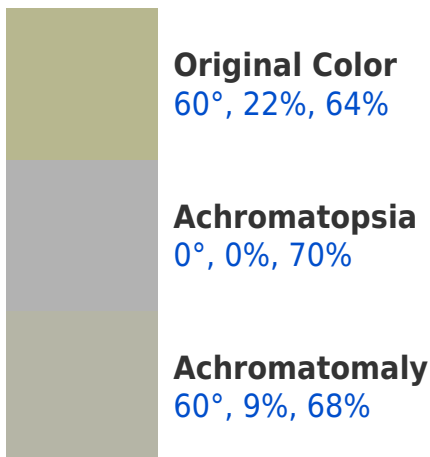 Original Color
60°, 22%, 64%
Achromatopsia
0°, 0%, 70%
Achromatomaly
60°, 9%, 68%